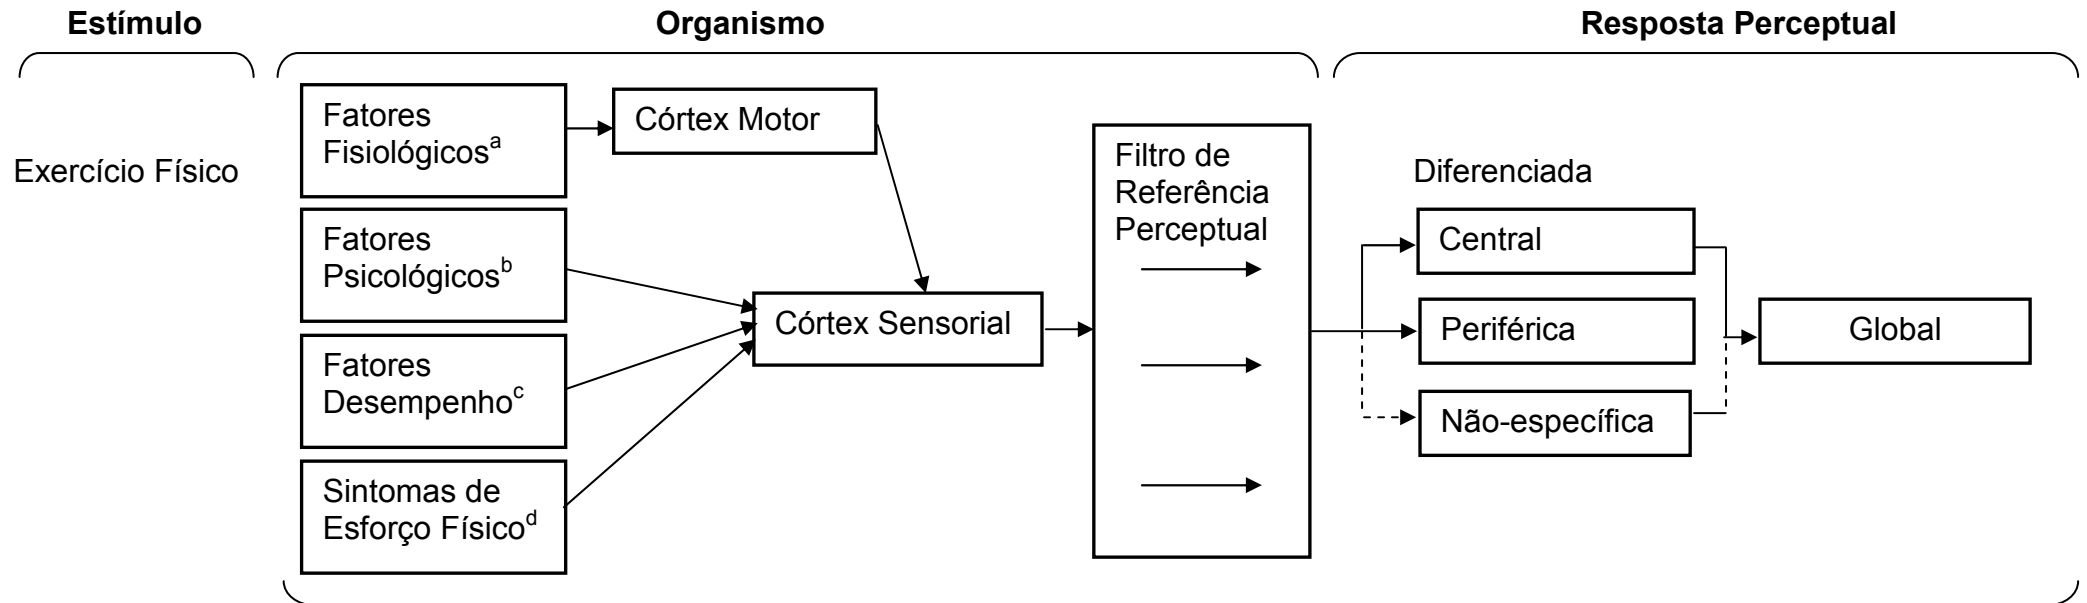 Estímulo
Organismo
Resposta Perceptual
Exercício Físico
Fatores
Fisiológicosᵃ
Córtex Motor
Fatores
Psicológicosᵇ
Fatores
Desempenhoᶜ
Sintomas de
Esforço Físicoᵈ
Córtex Sensorial
Filtro de
Referência
Perceptual
Diferenciada
Central
Periférica
Não-específica
Global